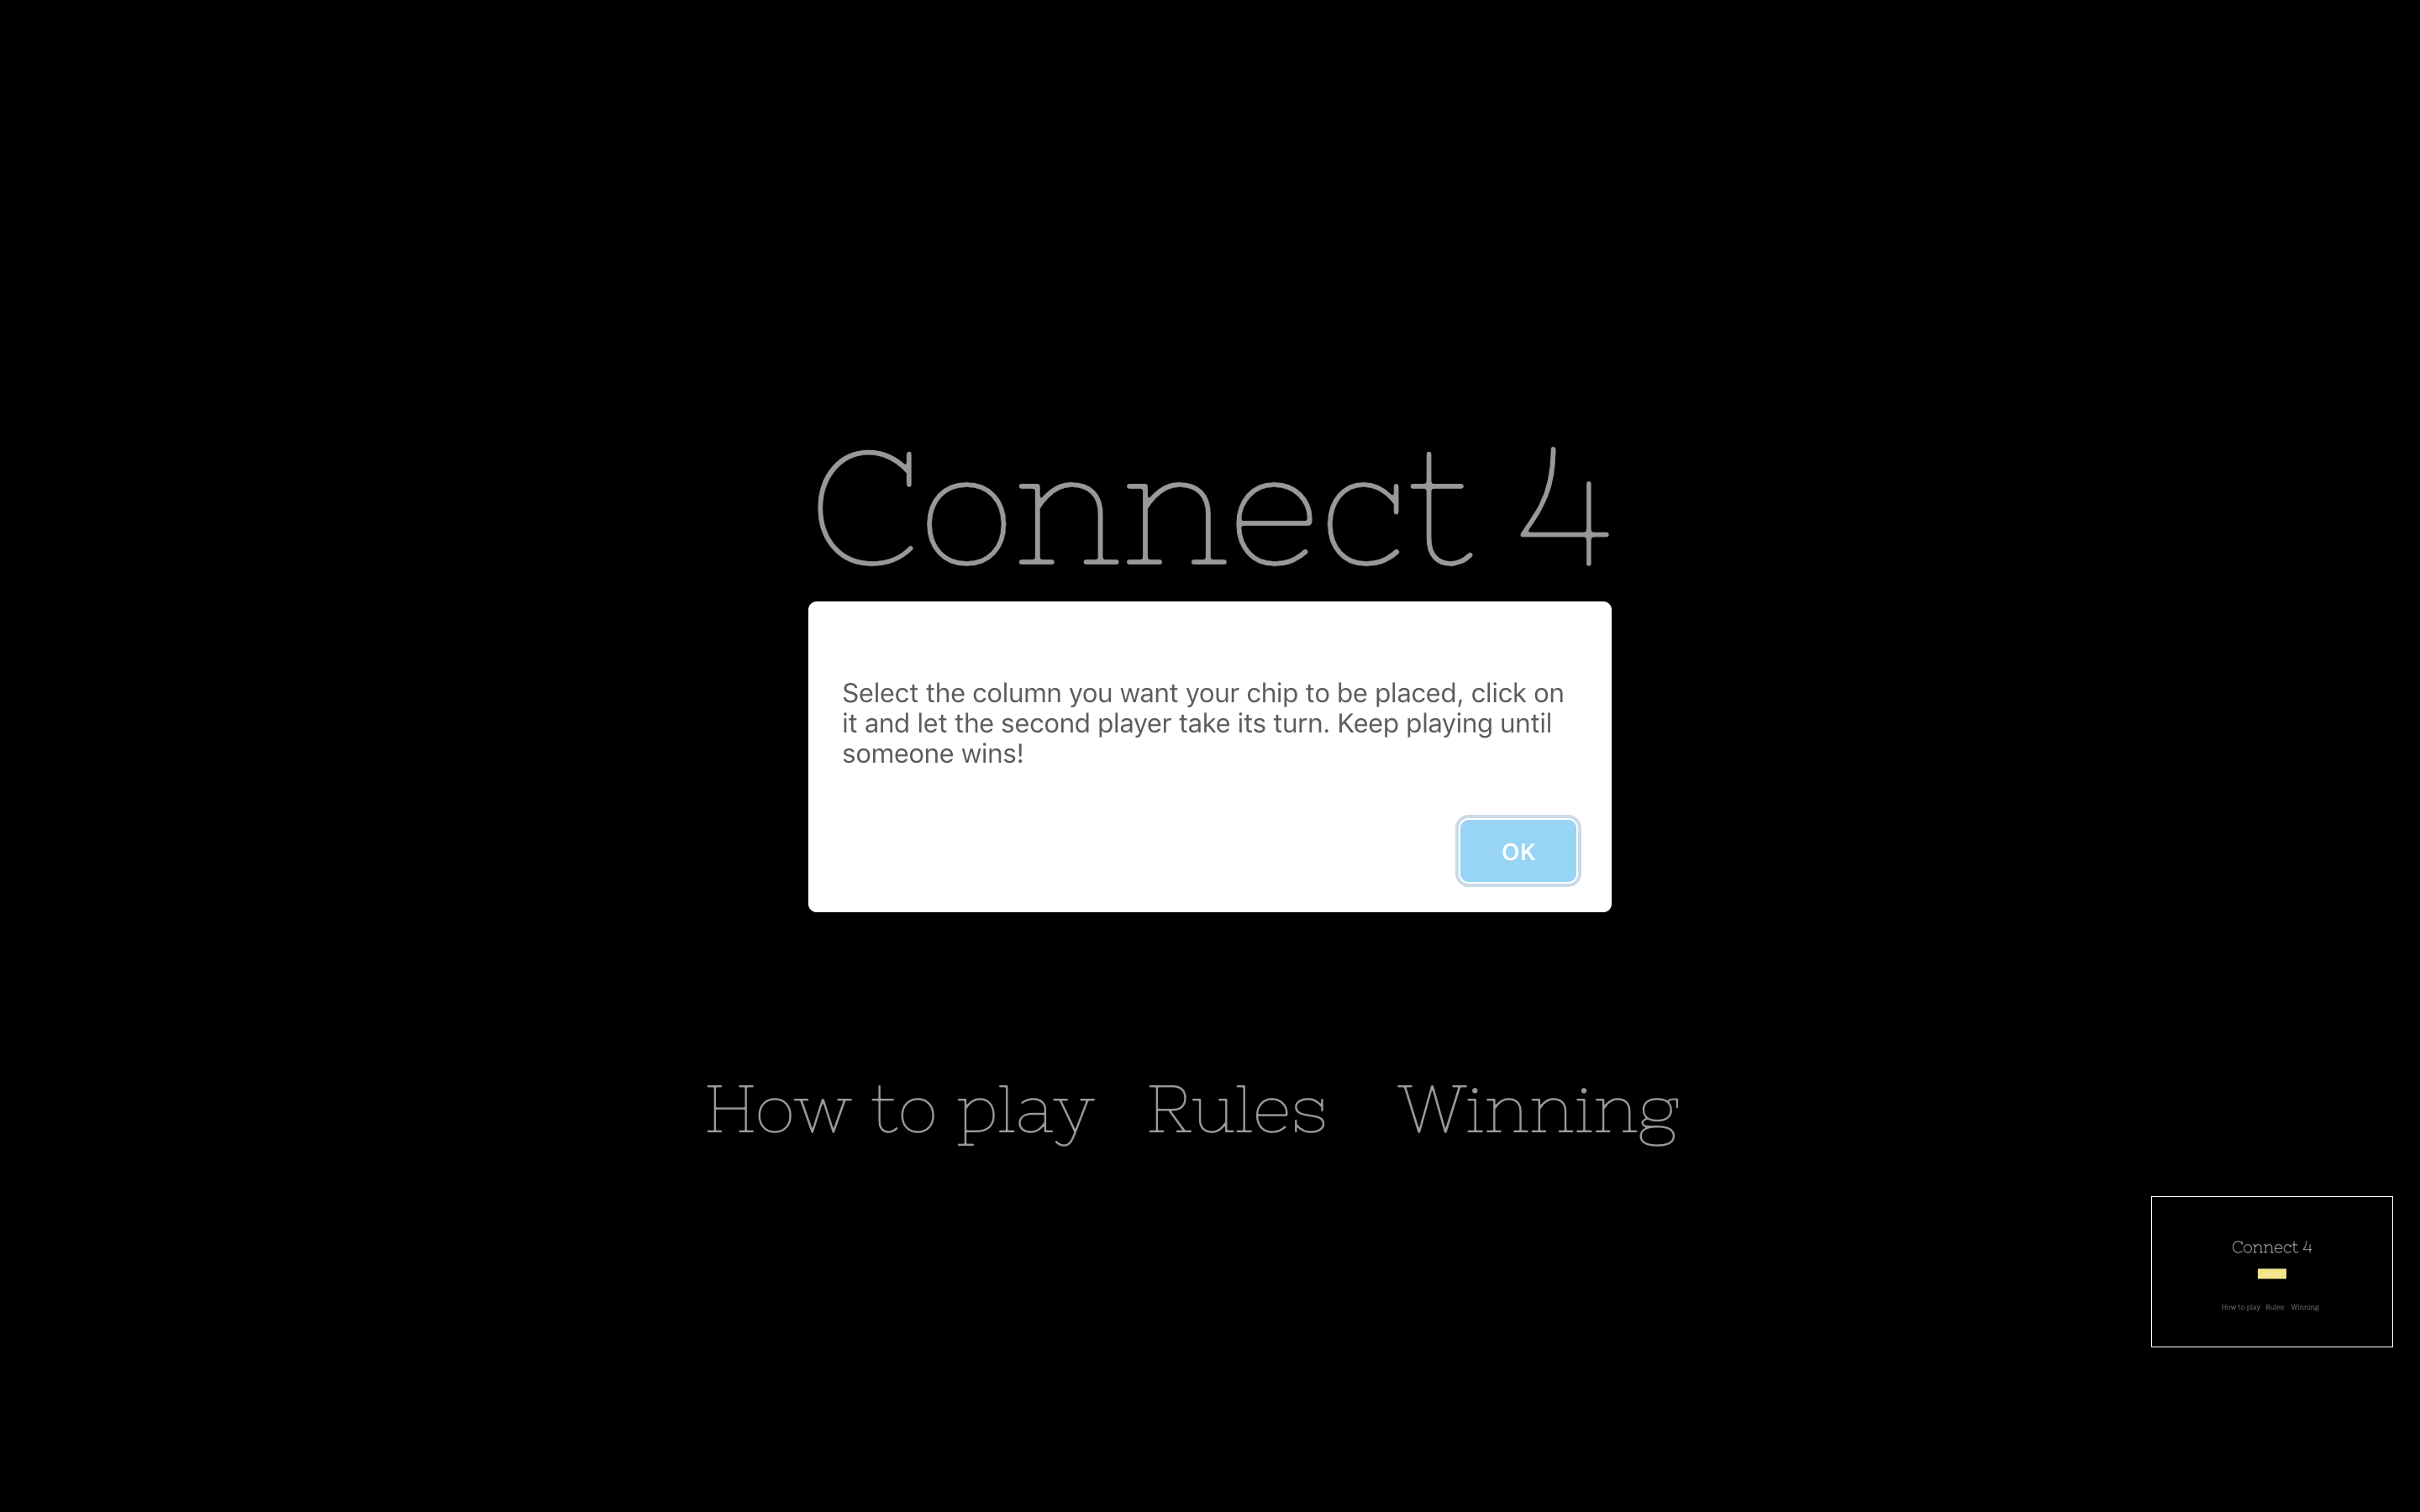 Connect 4
Select the column you want your chip to be placed, click on
it and let the second player take its turn. Keep playing until
someone wins!
OK
How to play Rules Winning
Connect 4
How to play Rules Winning